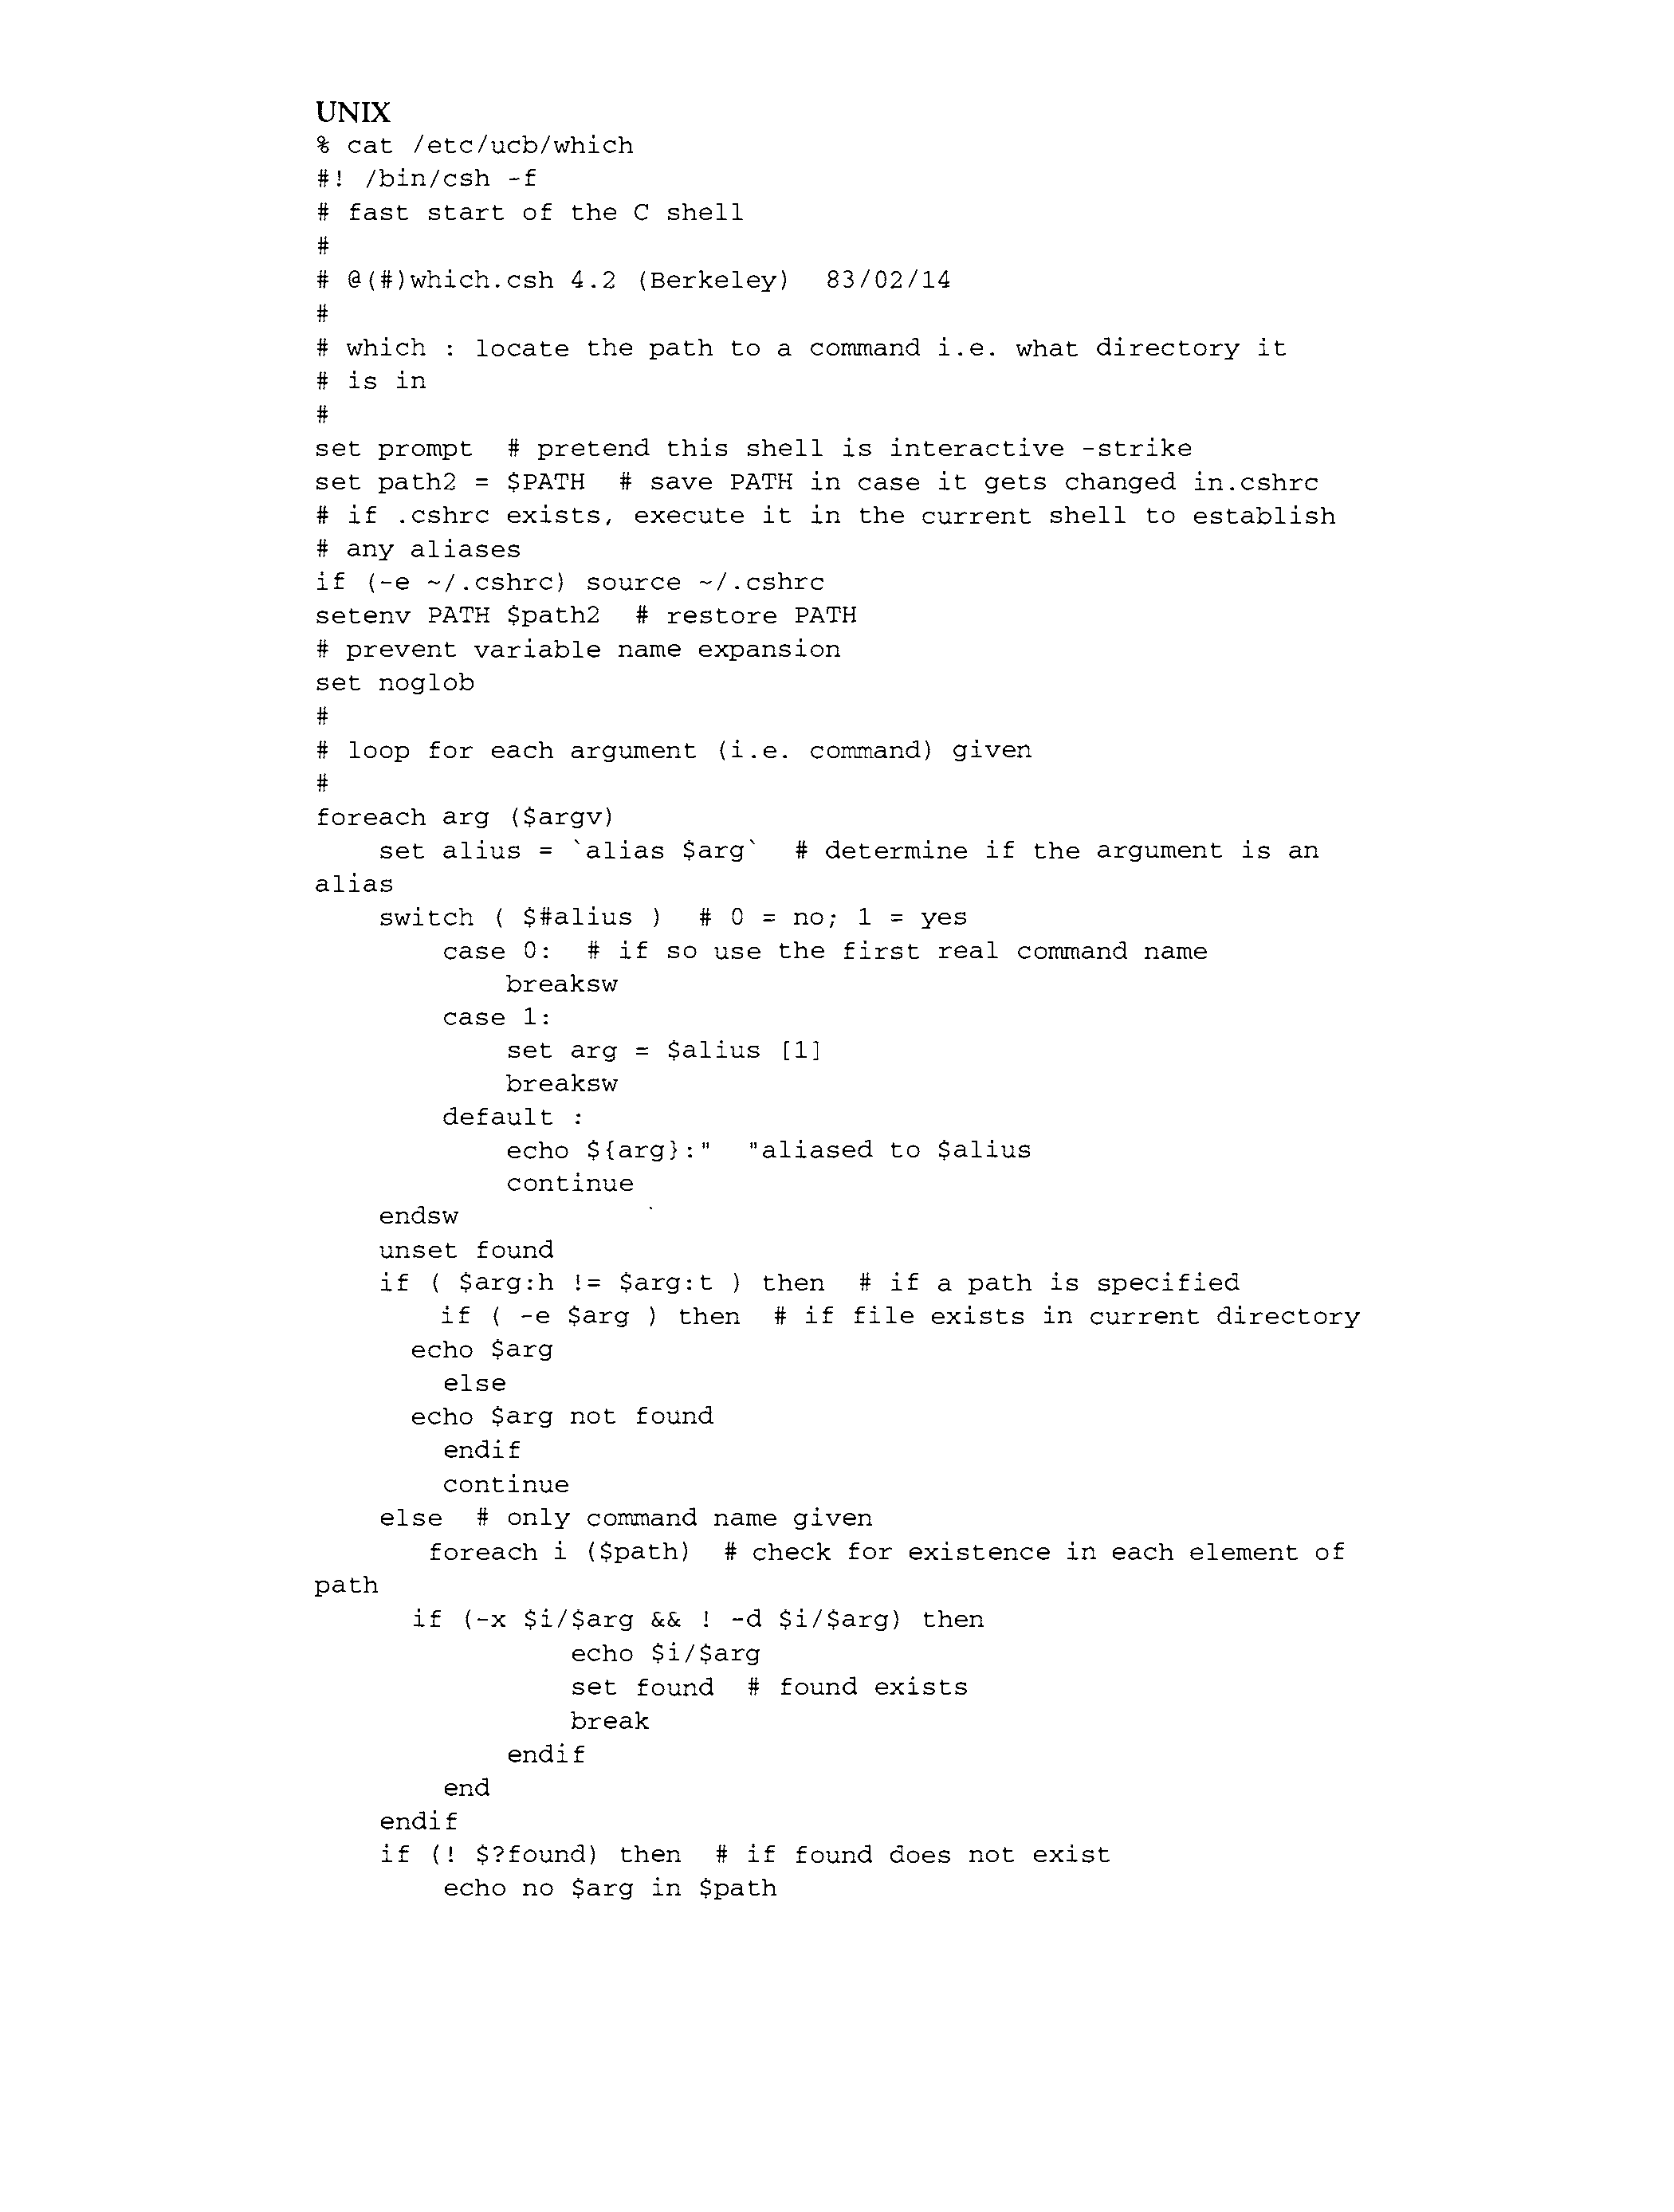 UNIX
% cat /etc/ucb/which
#! /bin/csh -f
# fast start of the C shell
#
# @(#)which.csh 4.2 (Berkeley)  83/02/14
#
# which : locate the path to a command i.e. what directory it
# is in
#
set prompt  # pretend this shell is interactive -strike
set path2 = $PATH  # save PATH in case it gets changed in.cshrc
# if .cshrc exists, execute it in the current shell to establish
# any aliases
if (-e ~/.cshrc) source ~/.cshrc
setenv PATH $path2  # restore PATH
# prevent variable name expansion
set noglob
#
# loop for each argument (i.e. command) given
#
foreach arg ($argv)
    set alius = `alias $arg`  # determine if the argument is an
alias
    switch ( $#alius )  # 0 = no; 1 = yes
        case 0:  # if so use the first real command name
            breaksw
        case 1:
            set arg = $alius [1]
            breaksw
        default :
            echo ${arg}:"  "aliased to $alius
            continue
    endsw
    unset found
    if ( $arg:h != $arg:t ) then  # if a path is specified
        if ( -e $arg ) then  # if file exists in current directory
      echo $arg
        else
      echo $arg not found
        endif
        continue
    else  # only command name given
       foreach i ($path)  # check for existence in each element of
path
      if (-x $i/$arg && ! -d $i/$arg) then
                echo $i/$arg
                set found  # found exists
                break
            endif
        end
    endif
    if (! $?found) then  # if found does not exist
        echo no $arg in $path